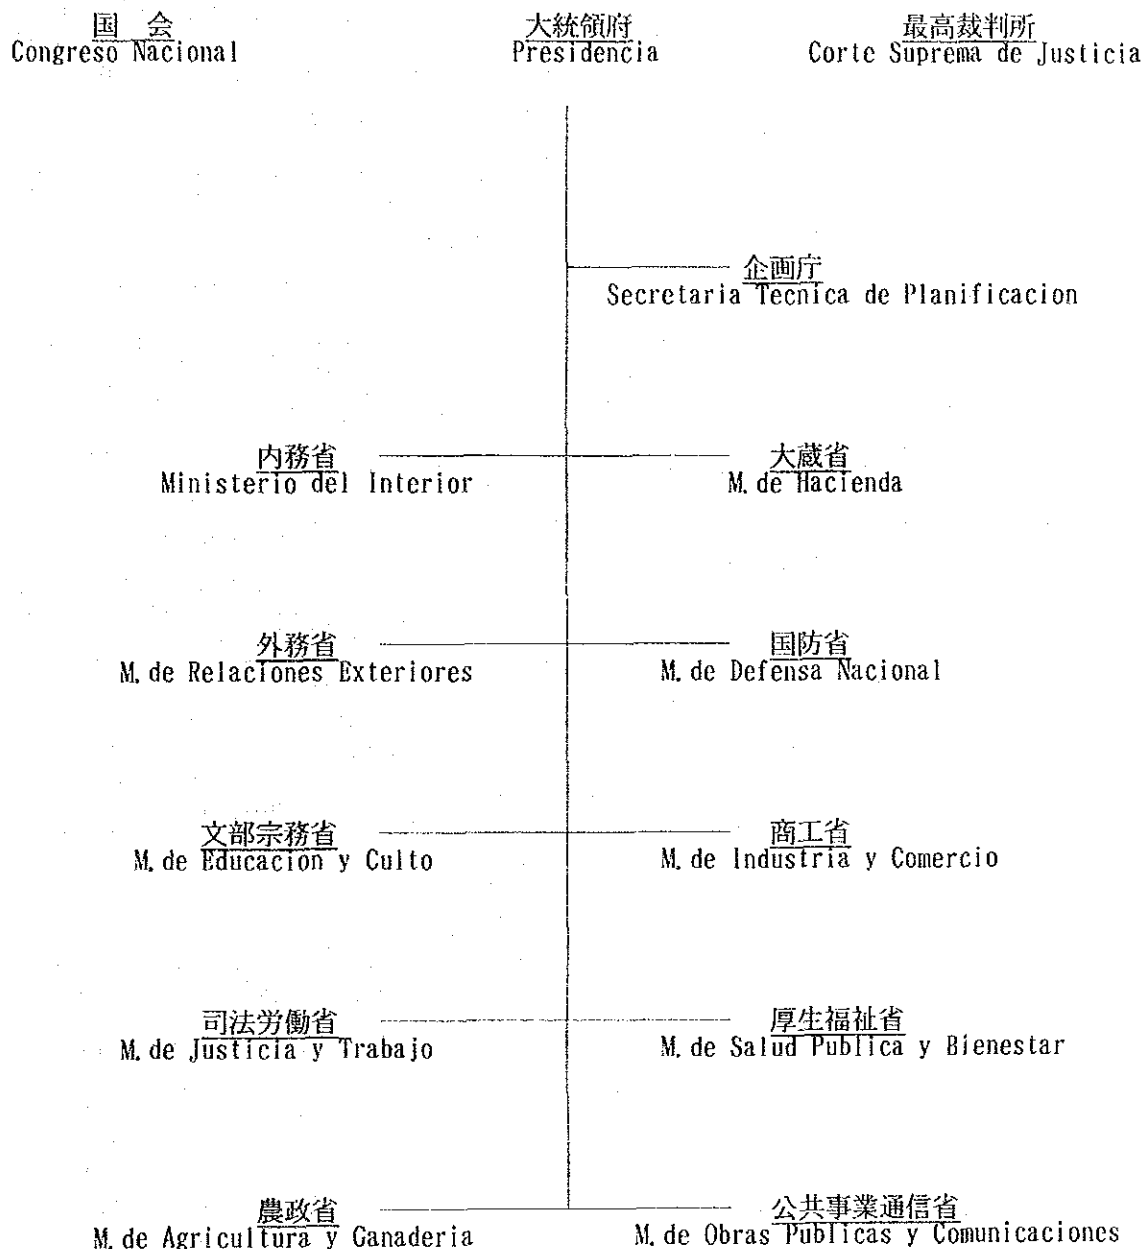 国 会
Congreso Nacional
大統領府
Presidencia
最高裁判所
Corte Suprema de Justicia
企画庁
Secretaria Tecnica de Planificacion
内務省
Ministerio del Interior
大蔵省
M. de Hacienda
外務省
M. de Relaciones Exteriores
国防省
M. de Defensa Nacional
文部宗務省
M. de Educacion y Culto
商工省
M. de Industria y Comercio
司法労働省
M. de Justicia y Trabajo
厚生福祉省
M. de Salud Publica y Bienestar
農政省
M. de Agricultura y Ganaderia
公共事業通信省
M. de Obras Publicas y Comunicaciones